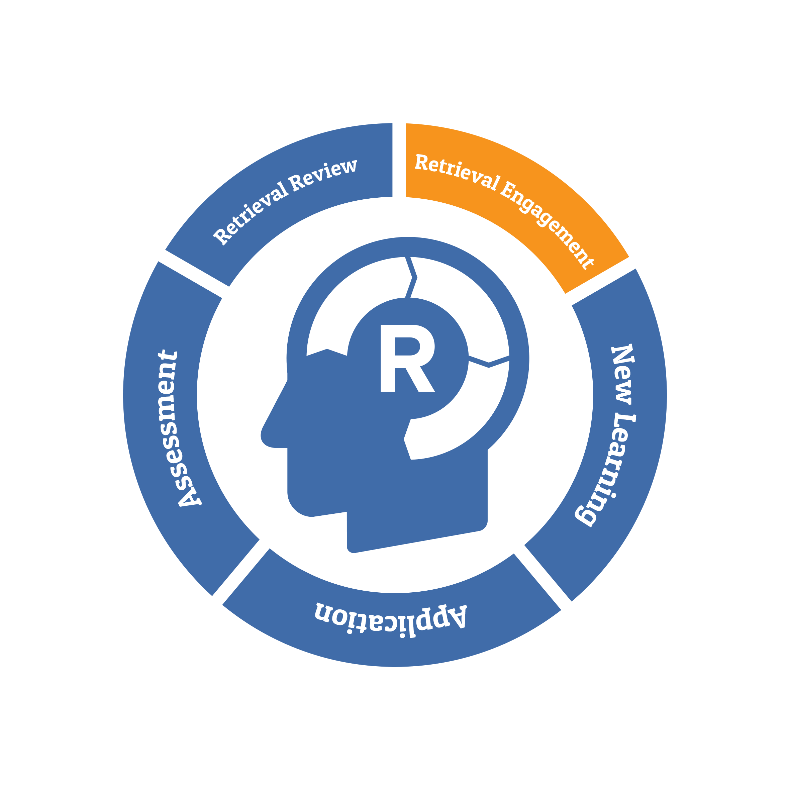 Retrieval Engagement
New Learning
Application
Assessment
Retrieval Review
R